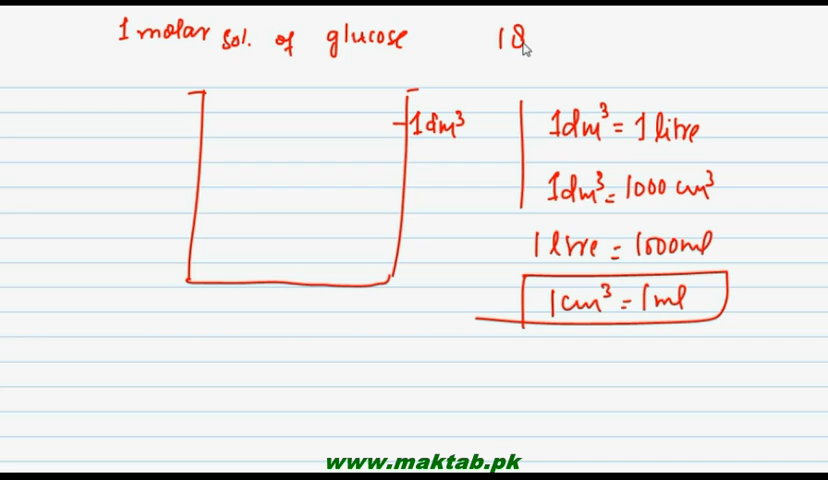 1 molar sol. of glucose 18
1dm³
1dm³ = 1 litre
1dm³ = 1000 cm³
1 litre = 1000ml
1cm³ = 1ml
www.maktab.pk